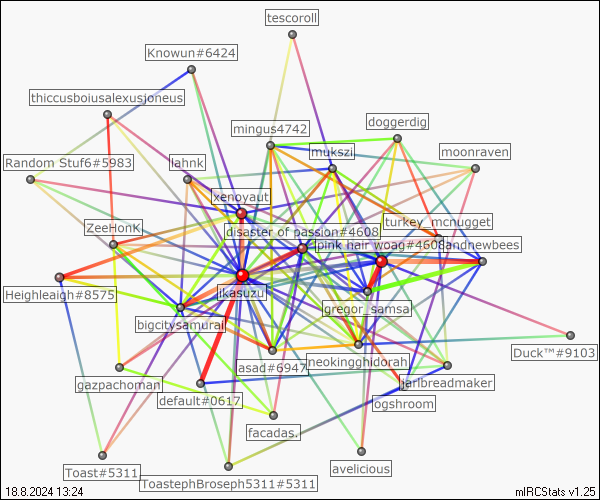 tescoroll
Knowun#6424
thiccusboiusalexusjoneus
mingus4742
doggerdig
Random Stuf6#5983
lahnk
mukszi
moonraven
xenoyaut
ZeeHonK
disaster of passion#4608
turkey_mcnugget
pink hair woag#4608
andnewbees
Heighleaigh#8575
ikasuzu
gregor_samsa
bigcitysamurai
asad#6947
neokingghidorah
Duck™#9103
gazpachoman
default#0617
jarlbreadmaker
ogshroom
facadas.
Toast#5311
ToastephBroseph5311#5311
avelicious
18.8.2024 13:24
mIRCStats v1.25